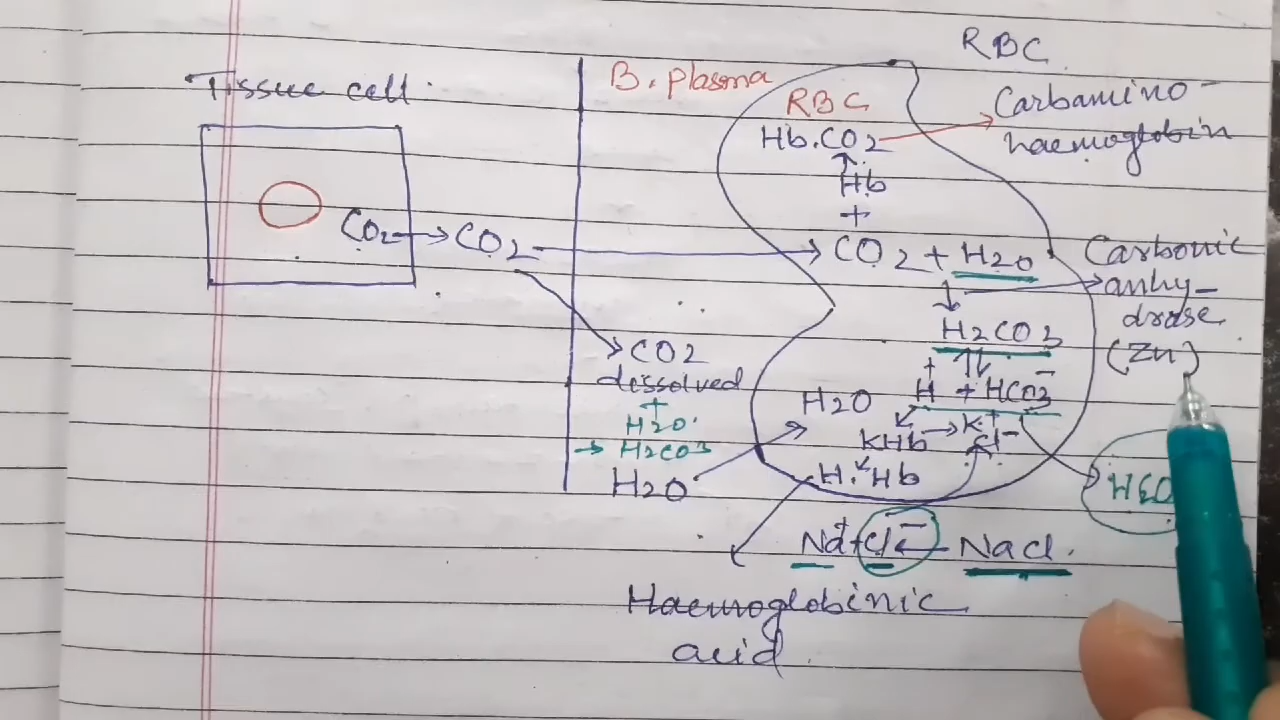 RBC
Tissue cell
B. plasma
RBC
Carbamino-
haemoglobin
Hb.CO2
Hb
+
CO2 → CO2 → CO2 + H2O
Carbonic
anhy-
drase
(Zn)
H2CO3
CO2
dissolved
+
H2O
→ H2CO3
H2O
H2O
H+ + HCO3-
KHb → K+
Cl-
H.Hb
Na+ + Cl- ← NaCl.
Haemoglobinic
acid